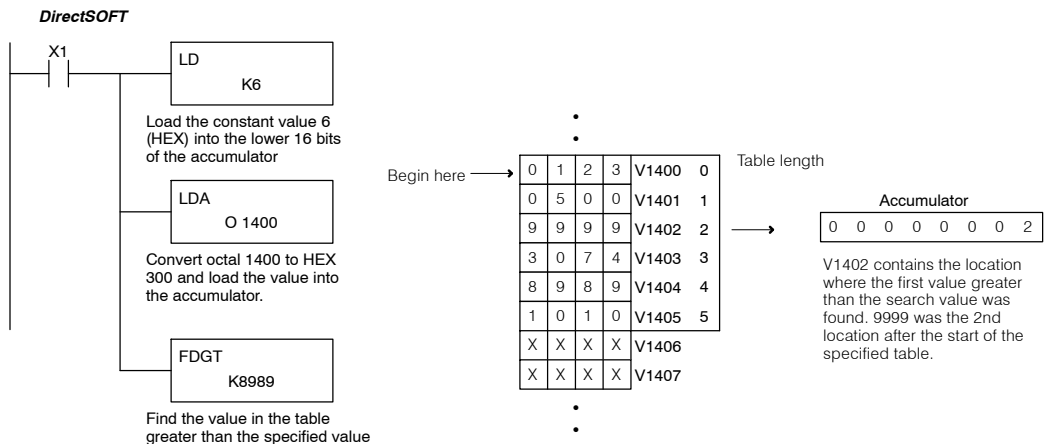 DirectSOFT
X1
LD
K6
Load the constant value 6
(HEX) into the lower 16 bits
of the accumulator
LDA
O 1400
Convert octal 1400 to HEX
300 and load the value into
the accumulator.
FDGT
K8989
Find the value in the table
greater than the specified value
Begin here
Table length
0 1 2 3 V1400 0
0 5 0 0 V1401 1
9 9 9 9 V1402 2
3 0 7 4 V1403 3
8 9 8 9 V1404 4
1 0 1 0 V1405 5
X X X X V1406
X X X X V1407
Accumulator
0 0 0 0 0 0 0 2
V1402 contains the location
where the first value greater
than the search value was
found. 9999 was the 2nd
location after the start of the
specified table.